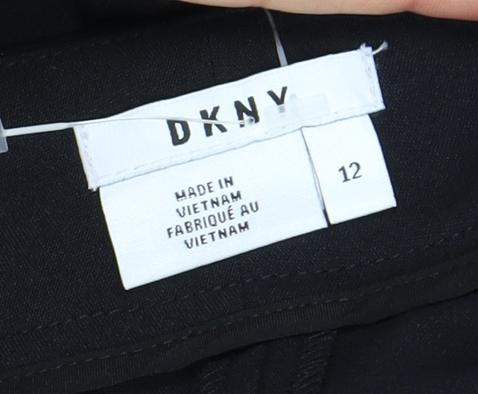 DKNY
MADE IN
VIETNAM
FABRIQUÉ AU
VIETNAM
12